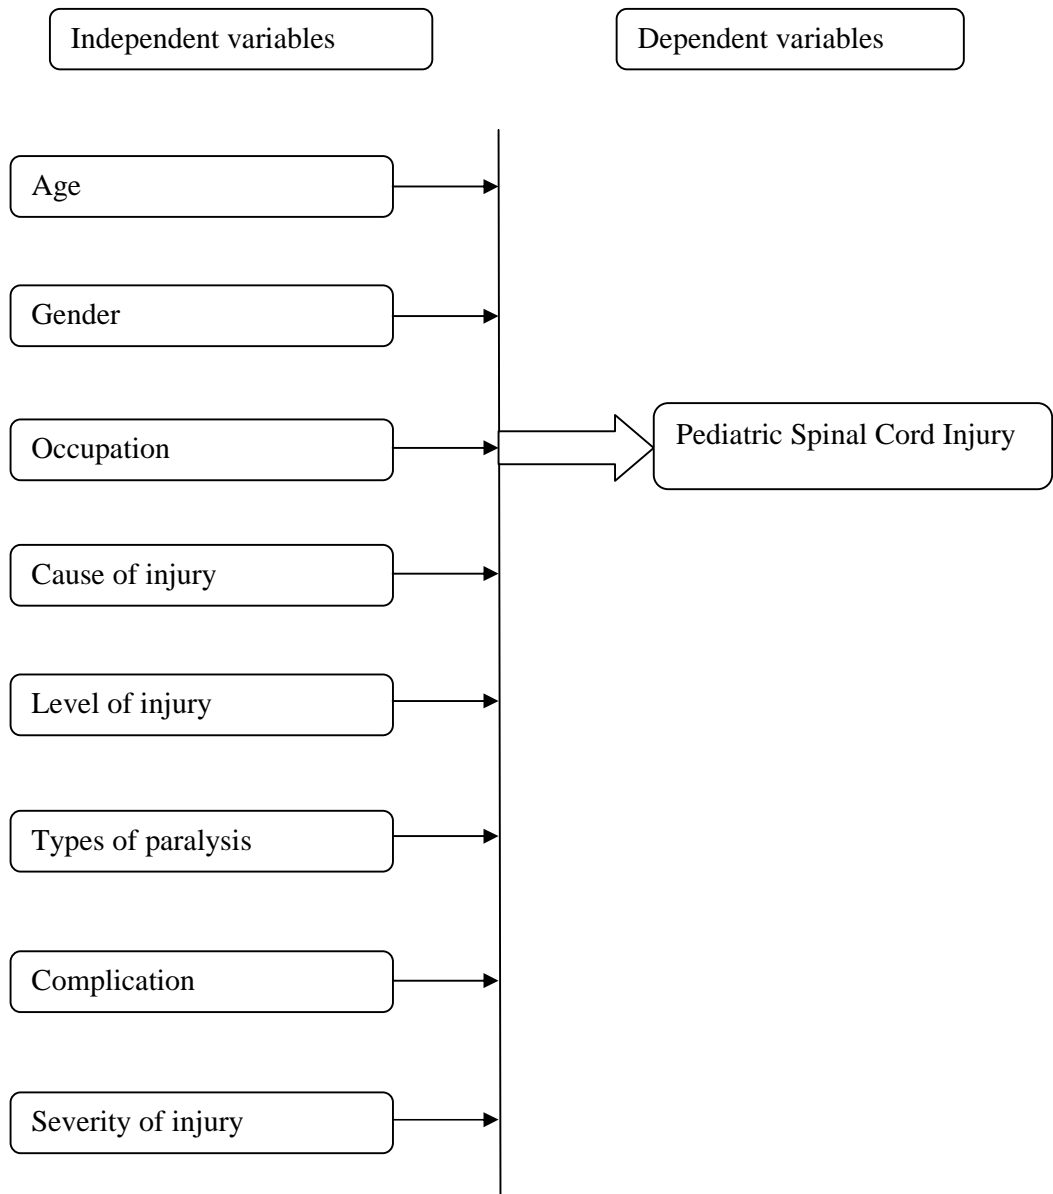 Independent variables
Dependent variables
Age
Gender
Occupation
Pediatric Spinal Cord Injury
Cause of injury
Level of injury
Types of paralysis
Complication
Severity of injury